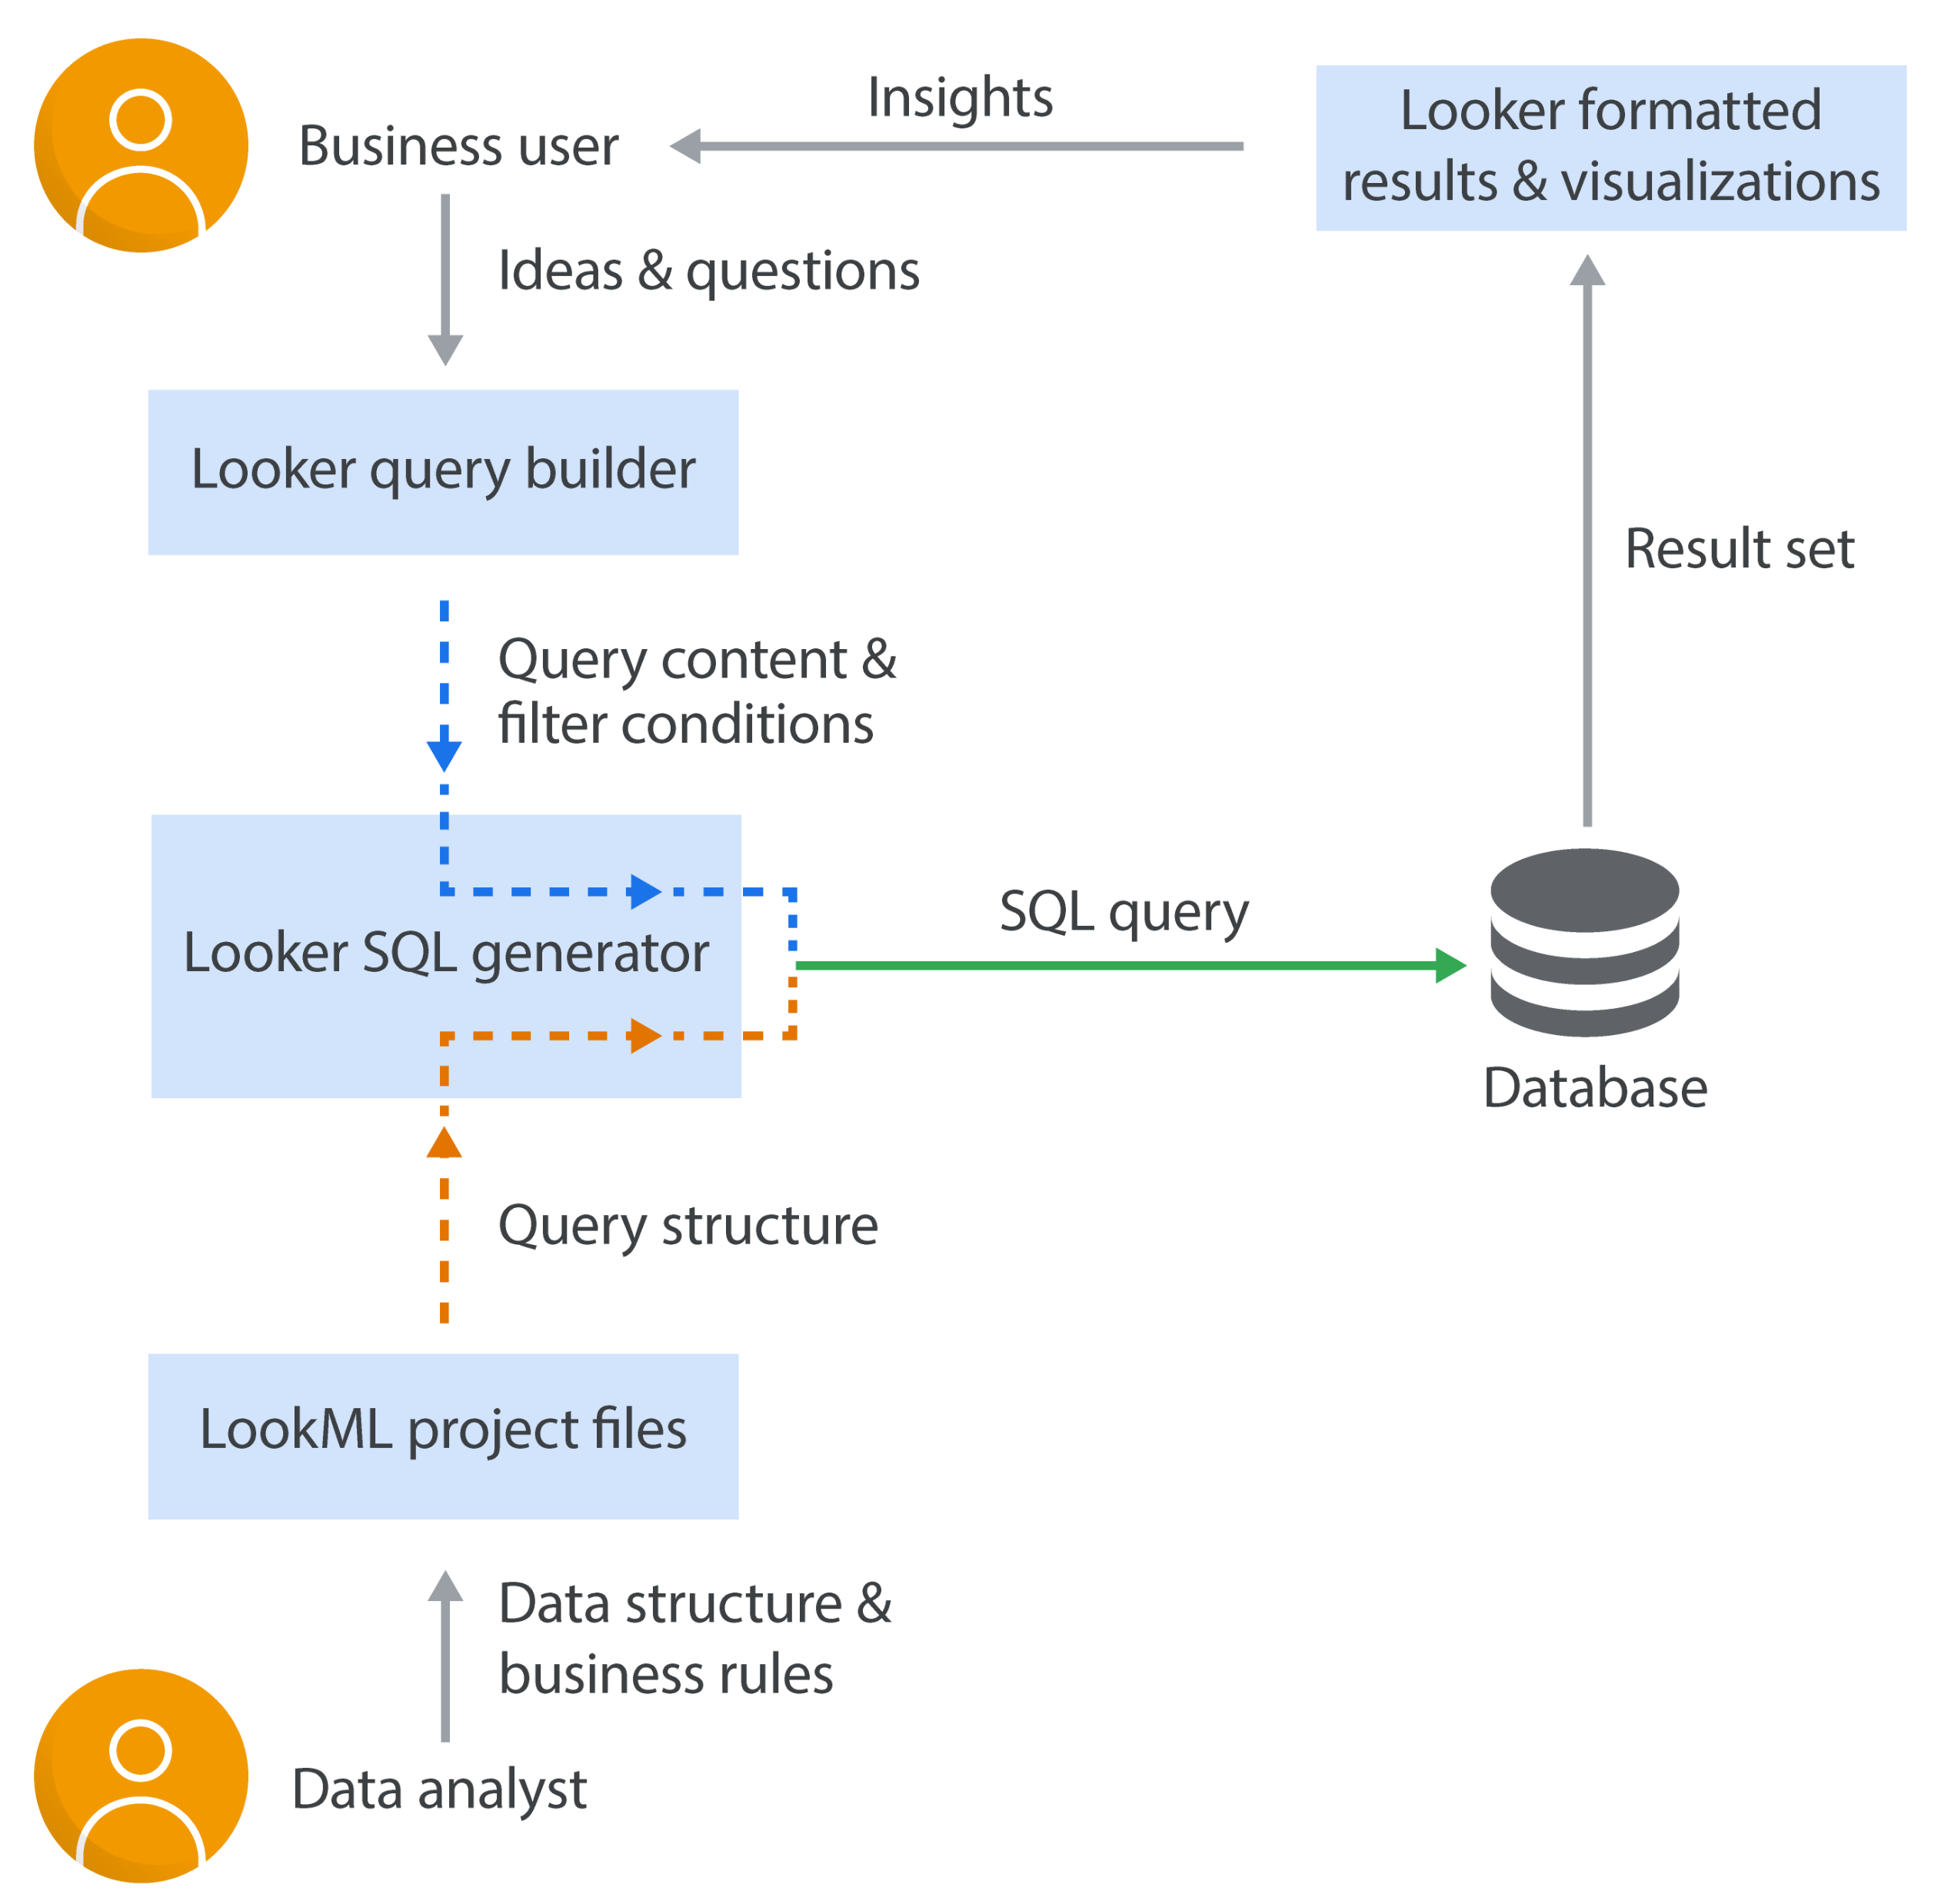 Business user
Insights
Looker formatted
results & visualizations
Ideas & questions
Looker query builder
Result set
Query content &
filter conditions
Looker SQL generator
SQL query
Database
Query structure
LookML project files
Data structure &
business rules
Data analyst